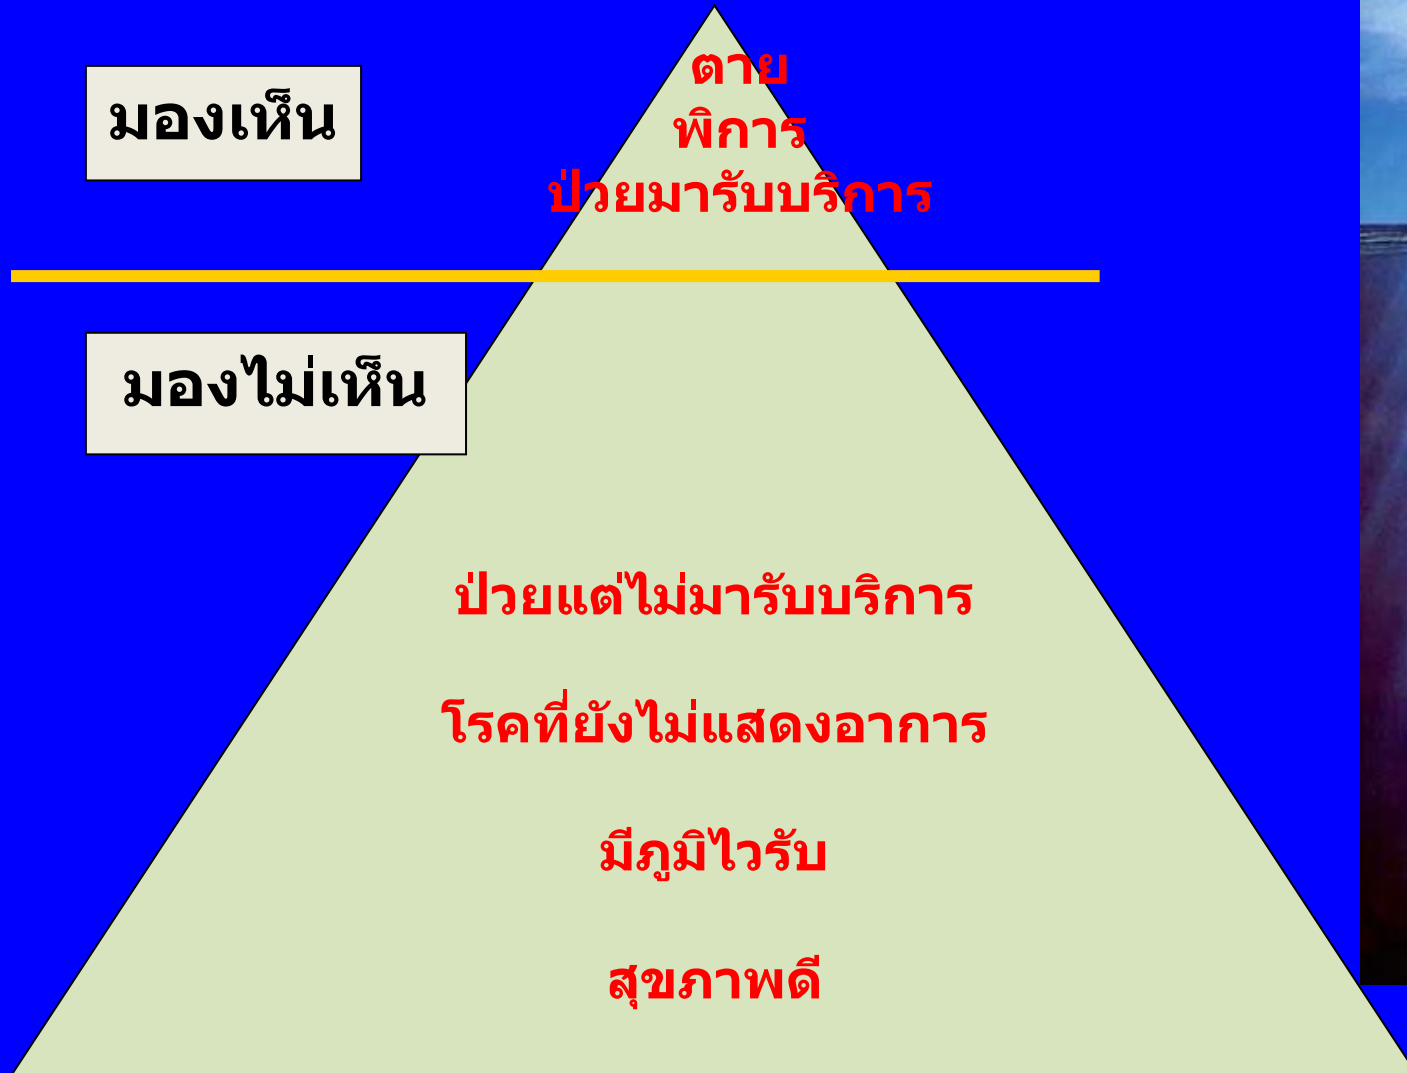 มองเห็น
ตาย
พิการ
ป่วยมารับบริการ
มองไม่เห็น
ป่วยแต่ไม่มารับบริการ
โรคที่ยังไม่แสดงอาการ
มีภูมิไวรับ
สุขภาพดี